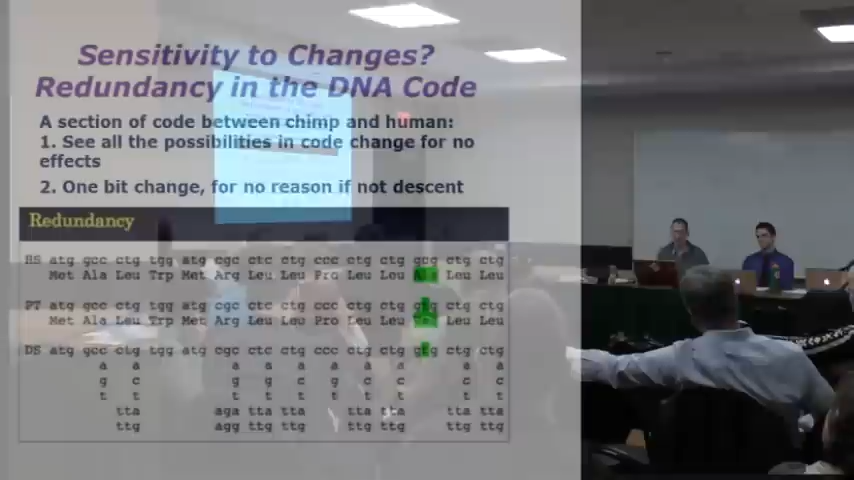 Sensitivity to Changes?
Redundancy in the DNA Code
A section of code between chimp and human:
1. See all the possibilities in code change for no
effects
2. One bit change, for no reason if not descent
Redundancy
HS atg gcc ctg tgg atg cgc ctc ctg ccc ctg ctg gcg ctg ctg
Met Ala Leu Trp Met Arg Leu Leu Pro Leu Leu Ala Leu Leu
PT atg gcc ctg tgg atg cgc ctc ctg ccc ctg ctg gtg ctg ctg
Met Ala Leu Trp Met Arg Leu Leu Pro Leu Leu Leu Leu
DS atg gcc ctg tgg atg cgc ctc ctg ccc ctg ctg gtg ctg ctg
a a a a a a a a a a
g c g g c g c c c c
t t t t t t t t t t
tta aga tta tta tta tta tta tta
ttg agg ttg ttg ttg ttg ttg ttg